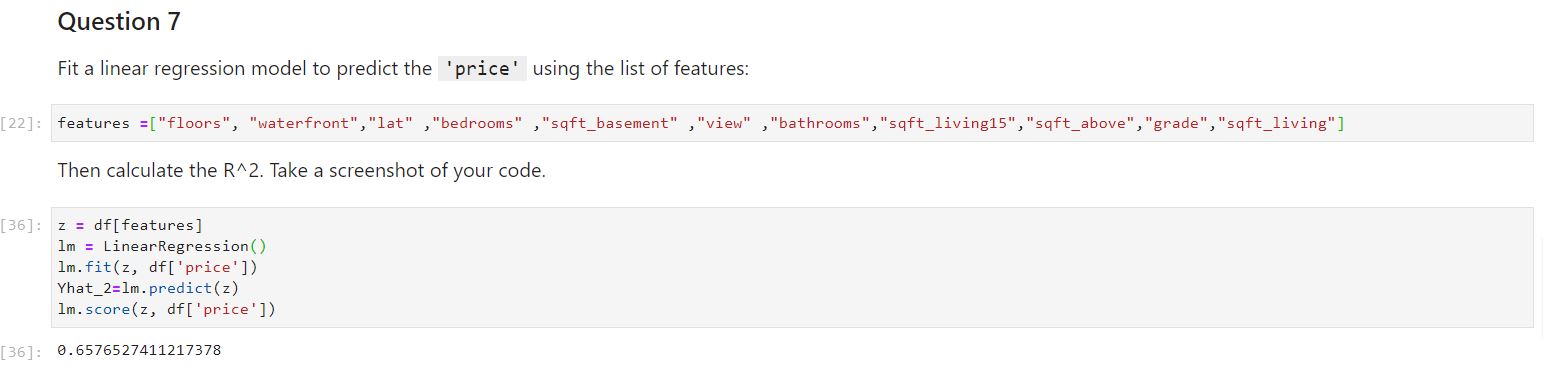 Question 7
Fit a linear regression model to predict the 'price' using the list of features:
[22]: features =["floors", "waterfront","lat" ,"bedrooms" ,"sqft_basement" ,"view" ,"bathrooms","sqft_living15","sqft_above","grade","sqft_living"]
Then calculate the R^2. Take a screenshot of your code.
[36]: z = df[features]
lm = LinearRegression()
lm.fit(z, df['price'])
Yhat_2=lm.predict(z)
lm.score(z, df['price'])
[36]: 0.6576527411217378